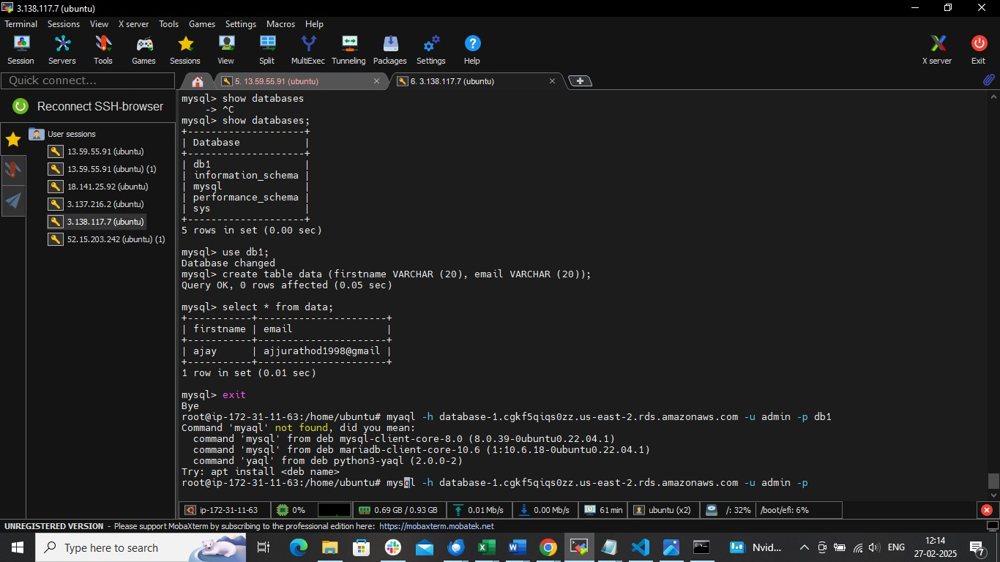 3.138.117.7 (ubuntu)
Terminal Sessions View X server Tools Games Settings Macros Help
Session Servers Tools Games Sessions View Split MultiExec Tunneling Packages Settings Help X server Exit
Quick connect...
5. 13.59.55.91 (ubuntu)
6. 3.138.117.7 (ubuntu)
Reconnect SSH-browser
User sessions
13.59.55.91 (ubuntu)
13.59.55.91 (ubuntu) (1)
18.141.25.92 (ubuntu)
3.137.216.2 (ubuntu)
3.138.117.7 (ubuntu)
52.15.203.242 (ubuntu) (1)
mysql> show databases
    -> ^C
mysql> show databases;
+--------------------+
| Database           |
+--------------------+
| db1                |
| information_schema |
| mysql              |
| performance_schema |
| sys                |
+--------------------+
5 rows in set (0.00 sec)
mysql> use db1;
Database changed
mysql> create table data (firstname VARCHAR (20), email VARCHAR (20));
Query OK, 0 rows affected (0.05 sec)
mysql> select * from data;
+-----------+----------------------+
| firstname | email                |
+-----------+----------------------+
| ajay      | ajjurathod1998@gmail |
+-----------+----------------------+
1 row in set (0.01 sec)
mysql> exit
Bye
root@ip-172-31-11-63:/home/ubuntu# myaql -h database-1.cgkf5qiqs0zz.us-east-2.rds.amazonaws.com -u admin -p db1
Command 'myaql' not found, did you mean:
  command 'mysql' from deb mysql-client-core-8.0 (8.0.39-0ubuntu0.22.04.1)
  command 'mysql' from deb mariadb-client-core-10.6 (1:10.6.18-0ubuntu0.22.04.1)
  command 'yaql' from deb python3-yaql (2.0.0-2)
Try: apt install <deb name>
root@ip-172-31-11-63:/home/ubuntu# mysql -h database-1.cgkf5qiqs0zz.us-east-2.rds.amazonaws.com -u admin -p
ip-172-31-11-63 0% 0.69 GB / 0.93 GB 0.01 Mb/s 0.00 Mb/s 61 min ubuntu (x2) /: 32% /boot/efi: 6%
UNREGISTERED VERSION - Please support MobaXterm by subscribing to the professional edition here: https://mobaxterm.mobatek.net
Type here to search
Nvid...
ENG
12:14
27-02-2025
7